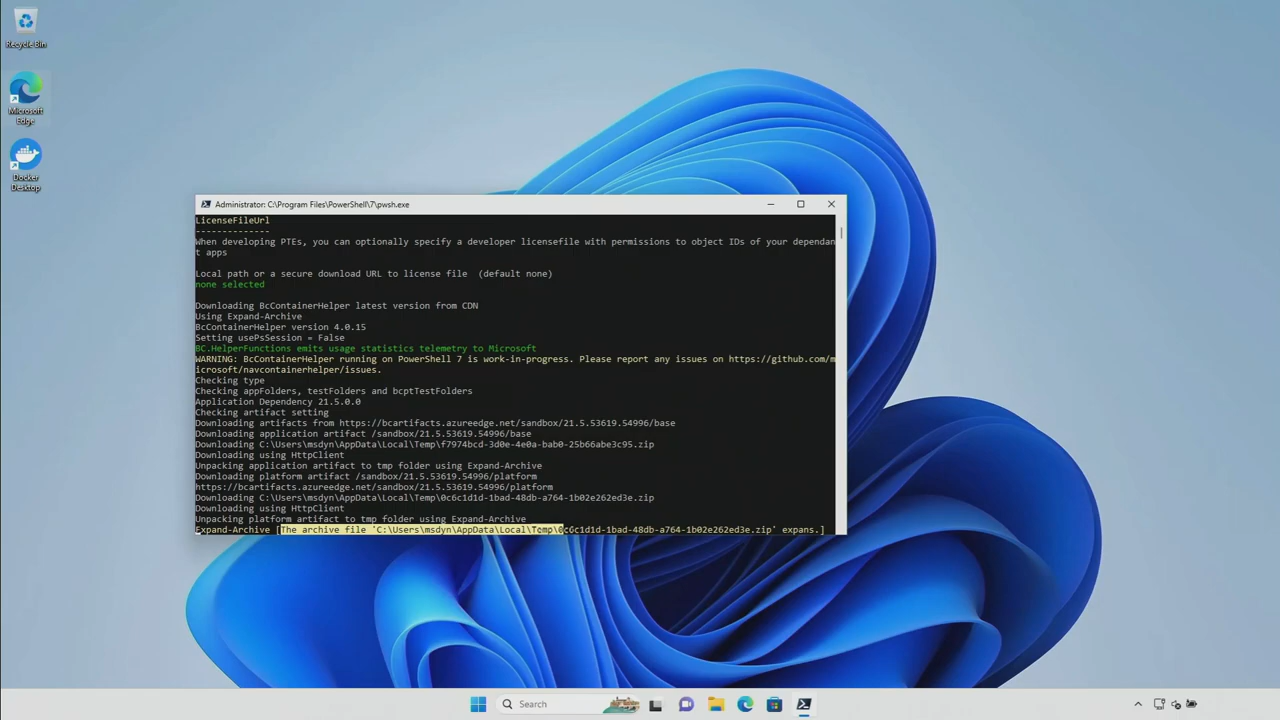 Recycle Bin
Microsoft
Edge
Docker
Desktop
Administrator: C:\Program Files\PowerShell\7\pwsh.exe
LicenseFileUrl
--------------
When developing PTEs, you can optionally specify a developer licensefile with permissions to object IDs of your dependan
t apps
Local path or a secure download URL to license file  (default none)
none selected
Downloading BcContainerHelper latest version from CDN
Using Expand-Archive
BcContainerHelper version 4.0.15
Setting usePsSession = False
BC.HelperFunctions emits usage statistics telemetry to Microsoft
WARNING: BcContainerHelper running on PowerShell 7 is work-in-progress. Please report any issues on https://github.com/m
icrosoft/navcontainerhelper/issues.
Checking type
Checking appFolders, testFolders and bcptTestFolders
Application Dependency 21.5.0.0
Checking artifact setting
Downloading artifacts from https://bcartifacts.azureedge.net/sandbox/21.5.53619.54996/base
Downloading application artifact /sandbox/21.5.53619.54996/base
Downloading C:\Users\msdyn\AppData\Local\Temp\f7974bcd-3d0e-4e0a-bab0-25b66abe3c95.zip
Downloading using HttpClient
Unpacking application artifact to tmp folder using Expand-Archive
Downloading platform artifact /sandbox/21.5.53619.54996/platform
https://bcartifacts.azureedge.net/sandbox/21.5.53619.54996/platform
Downloading C:\Users\msdyn\AppData\Local\Temp\0c6c1d1d-1bad-48db-a764-1b02e262ed3e.zip
Downloading using HttpClient
Unpacking platform artifact to tmp folder using Expand-Archive
Expand-Archive [The archive file 'C:\Users\msdyn\AppData\Local\Temp\0c6c1d1d-1bad-48db-a764-1b02e262ed3e.zip' expans.]
Search